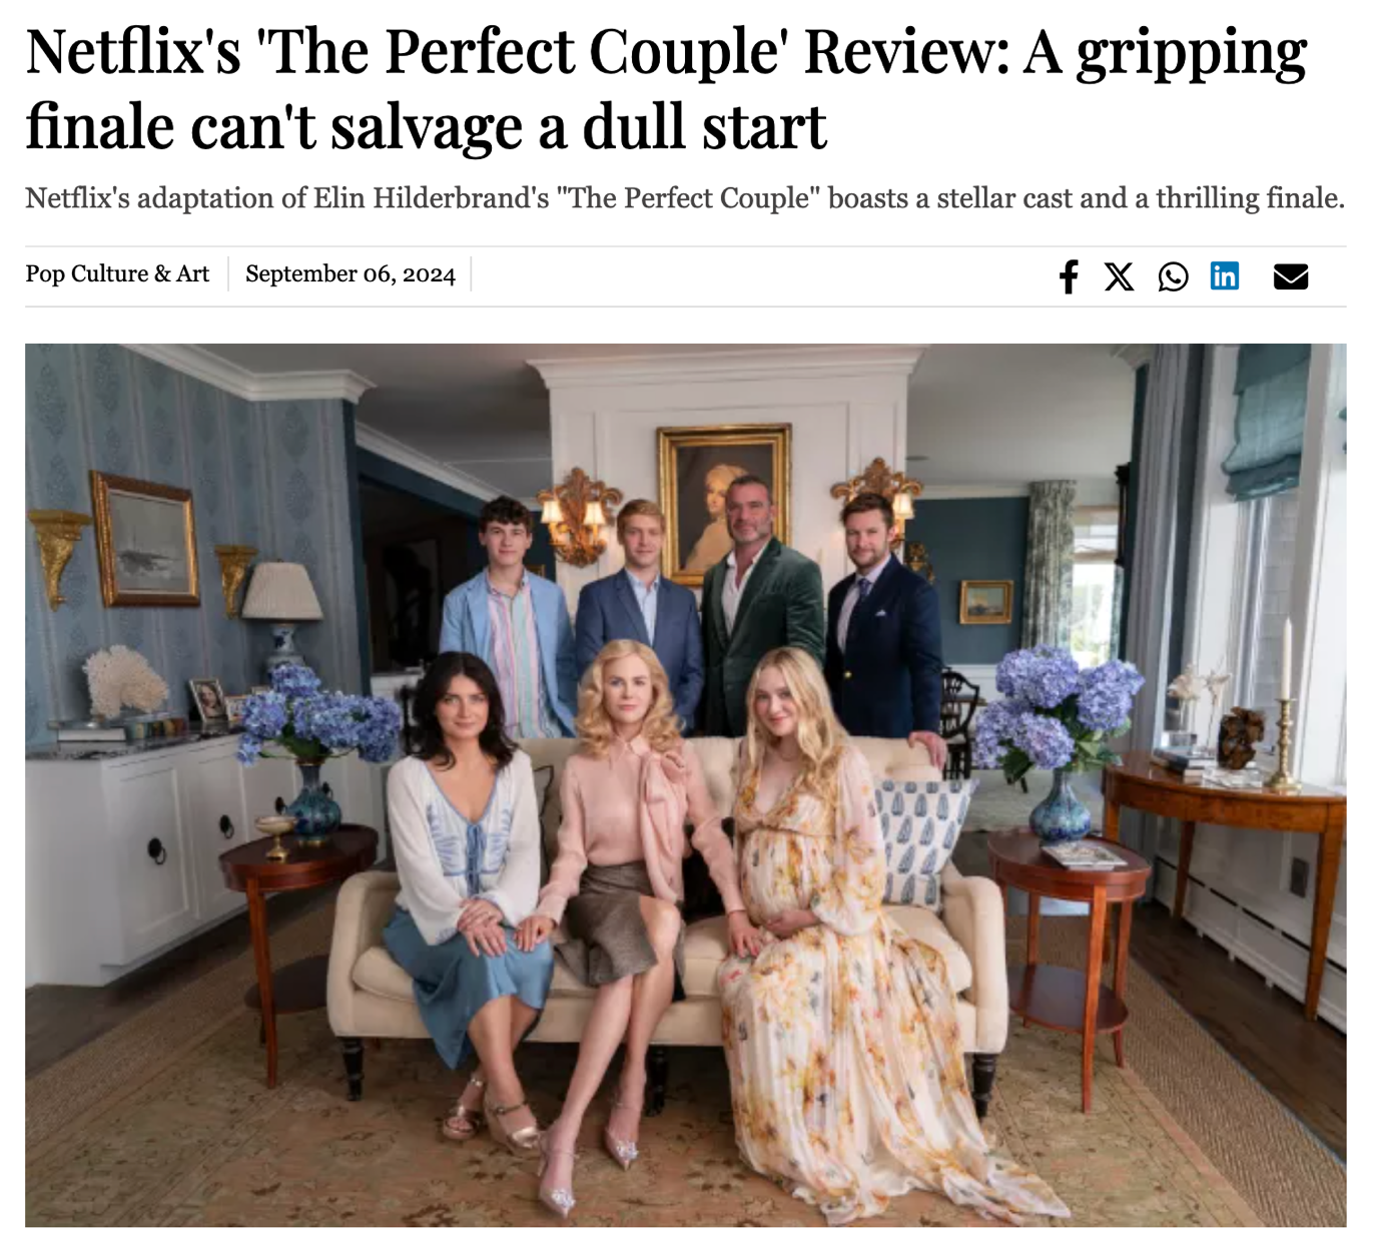 Netflix's 'The Perfect Couple' Review: A gripping
finale can't salvage a dull start
Netflix's adaptation of Elin Hilderbrand's "The Perfect Couple" boasts a stellar cast and a thrilling finale.
Pop Culture & Art
September 06, 2024